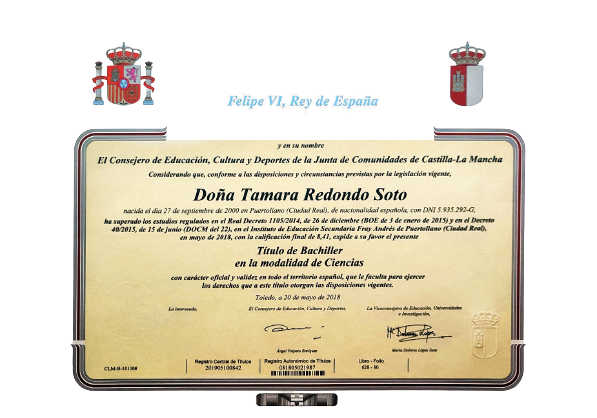 Felipe VI, Rey de España
y en su nombre
El Consejero de Educación, Cultura y Deportes de la Junta de Comunidades de Castilla-La Mancha
Considerando que, conforme a las disposiciones y circunstancias previstas por la legislación vigente,
Doña Tamara Redondo Soto
nacida el día 27 de septiembre de 2000 en Puertollano (Ciudad Real), de nacionalidad española, con DNI 5.935.292-G,
ha superado los estudios regulados en el Real Decreto 1105/2014, de 26 de diciembre (BOE de 3 de enero de 2015) y en el Decreto
40/2015, de 15 de junio (DOCM del 22), en el Instituto de Educación Secundaria Fray Andrés de Puertollano (Ciudad Real),
en mayo de 2018, con la calificación final de 8,41, expide a su favor el presente
Título de Bachiller
en la modalidad de Ciencias
con carácter oficial y validez en todo el territorio español, que le faculta para ejercer
los derechos que a este título otorgan las disposiciones vigentes.
Toledo, a 20 de mayo de 2018
La interesada, El Consejero de Educación, Cultura y Deportes, La Viceconsejera de Educación, Universidades
e Investigación,
Ángel Felpeto Enríquez
María Dolores López Sanz
CLM-B-301300
Registro Central de Títulos Registro Autonómico de Títulos Libro - Folio
201905100842 081805021987 628 - 80